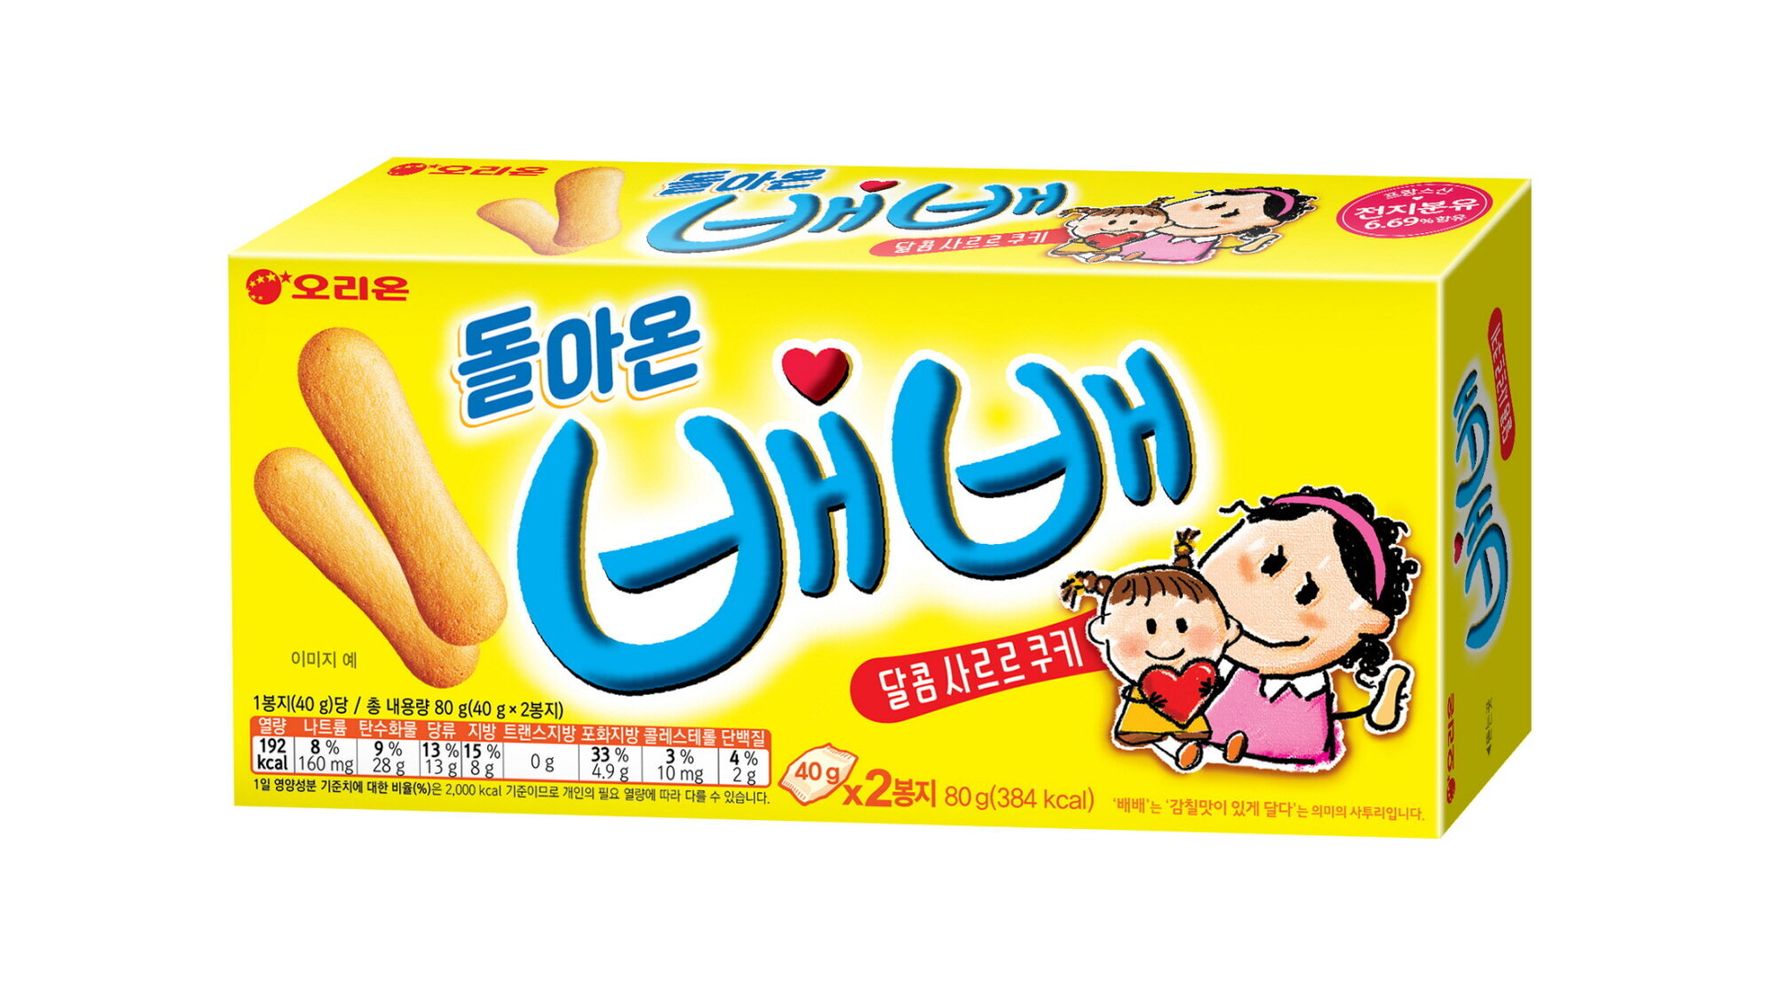 오리온
돌아온
배배
달콤 사르르 쿠키
프랑스산
전지분유
6.69% 함유
오리온
돌아온
배배
달콤 사르르 쿠키
이미지 예
1봉지(40 g)당 / 총 내용량 80 g(40 g×2봉지)
열량 나트륨 탄수화물 당류 지방 트랜스지방 포화지방 콜레스테롤 단백질
192 kcal 8 % 160 mg 9 % 28 g 13 % 13 g 15 % 8 g 0 g 33 % 4.9 g 3 % 10 mg 4 % 2 g
1일 영양성분 기준치에 대한 비율(%)은 2,000 kcal 기준이므로 개인의 필요 열량에 따라 다를 수 있습니다.
40 g x2봉지 80 g(384 kcal)
'배배'는 '감칠맛이 있게 달다'는 의미의 사투리입니다.
배배
오리온